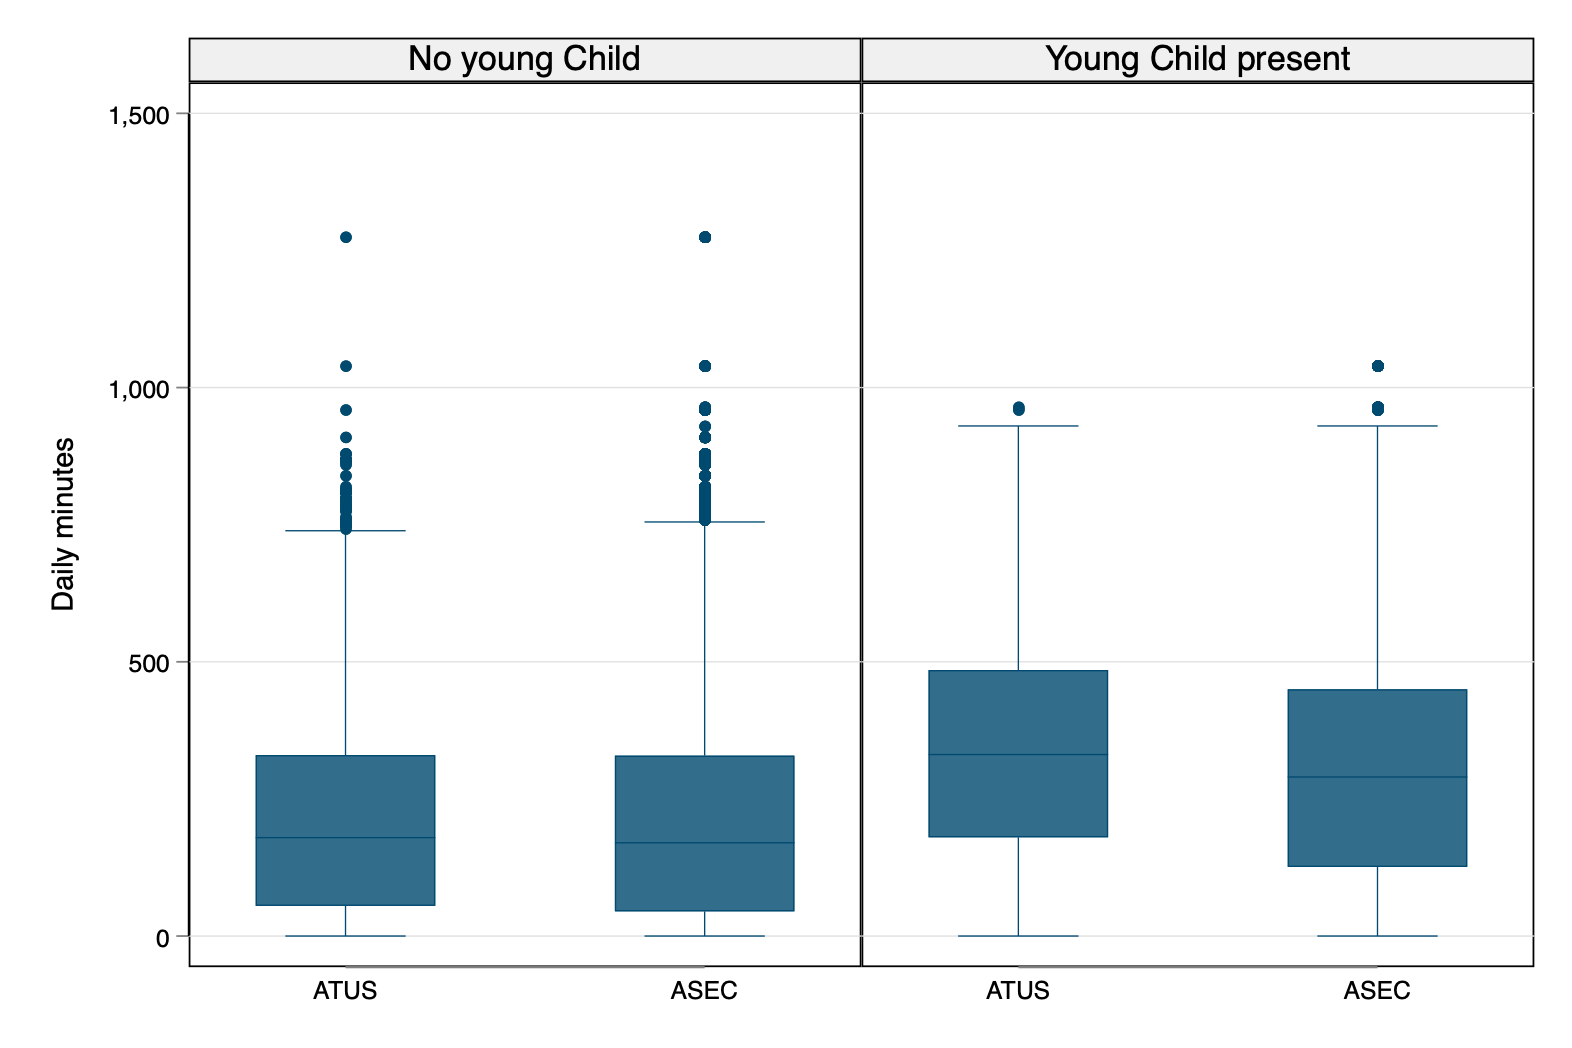 No young Child
Young Child present
1,500
1,000
500
0
Daily minutes
ATUS
ASEC
ATUS
ASEC